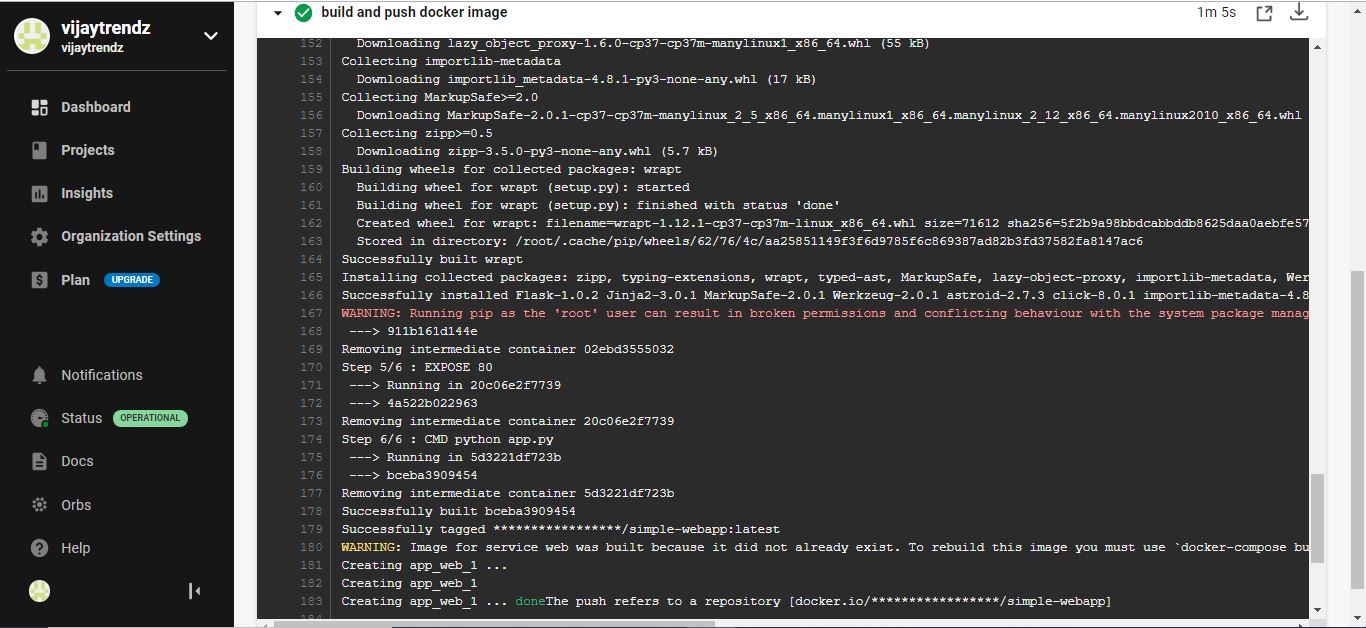 vijaytrendz
vijaytrendz
Dashboard
Projects
Insights
Organization Settings
Plan UPGRADE
Notifications
Status OPERATIONAL
Docs
Orbs
Help
build and push docker image 1m 5s
152 Downloading lazy_object_proxy-1.6.0-cp37-cp37m-manylinux1_x86_64.whl (55 kB)
153 Collecting importlib-metadata
154 Downloading importlib_metadata-4.8.1-py3-none-any.whl (17 kB)
155 Collecting MarkupSafe>=2.0
156 Downloading MarkupSafe-2.0.1-cp37-cp37m-manylinux_2_5_x86_64.manylinux1_x86_64.manylinux_2_12_x86_64.manylinux2010_x86_64.whl
157 Collecting zipp>=0.5
158 Downloading zipp-3.5.0-py3-none-any.whl (5.7 kB)
159 Building wheels for collected packages: wrapt
160 Building wheel for wrapt (setup.py): started
161 Building wheel for wrapt (setup.py): finished with status 'done'
162 Created wheel for wrapt: filename=wrapt-1.12.1-cp37-cp37m-linux_x86_64.whl size=71612 sha256=5f2b9a98bbdcabbddb8625daa0aebfe57
163 Stored in directory: /root/.cache/pip/wheels/62/76/4c/aa25851149f3f6d9785f6c869387ad82b3fd37582fa8147ac6
164 Successfully built wrapt
165 Installing collected packages: zipp, typing-extensions, wrapt, typed-ast, MarkupSafe, lazy-object-proxy, importlib-metadata, Wer
166 Successfully installed Flask-1.0.2 Jinja2-3.0.1 MarkupSafe-2.0.1 Werkzeug-2.0.1 astroid-2.7.3 click-8.0.1 importlib-metadata-4.8
167 WARNING: Running pip as the 'root' user can result in broken permissions and conflicting behaviour with the system package manag
168 ---> 911b161d144e
169 Removing intermediate container 02ebd3555032
170 Step 5/6 : EXPOSE 80
171 ---> Running in 20c06e2f7739
172 ---> 4a522b022963
173 Removing intermediate container 20c06e2f7739
174 Step 6/6 : CMD python app.py
175 ---> Running in 5d3221df723b
176 ---> bceba3909454
177 Removing intermediate container 5d3221df723b
178 Successfully built bceba3909454
179 Successfully tagged *****************/simple-webapp:latest
180 WARNING: Image for service web was built because it did not already exist. To rebuild this image you must use `docker-compose bu
181 Creating app_web_1 ...
182 Creating app_web_1
183 Creating app_web_1 ... doneThe push refers to a repository [docker.io/*****************/simple-webapp]
184